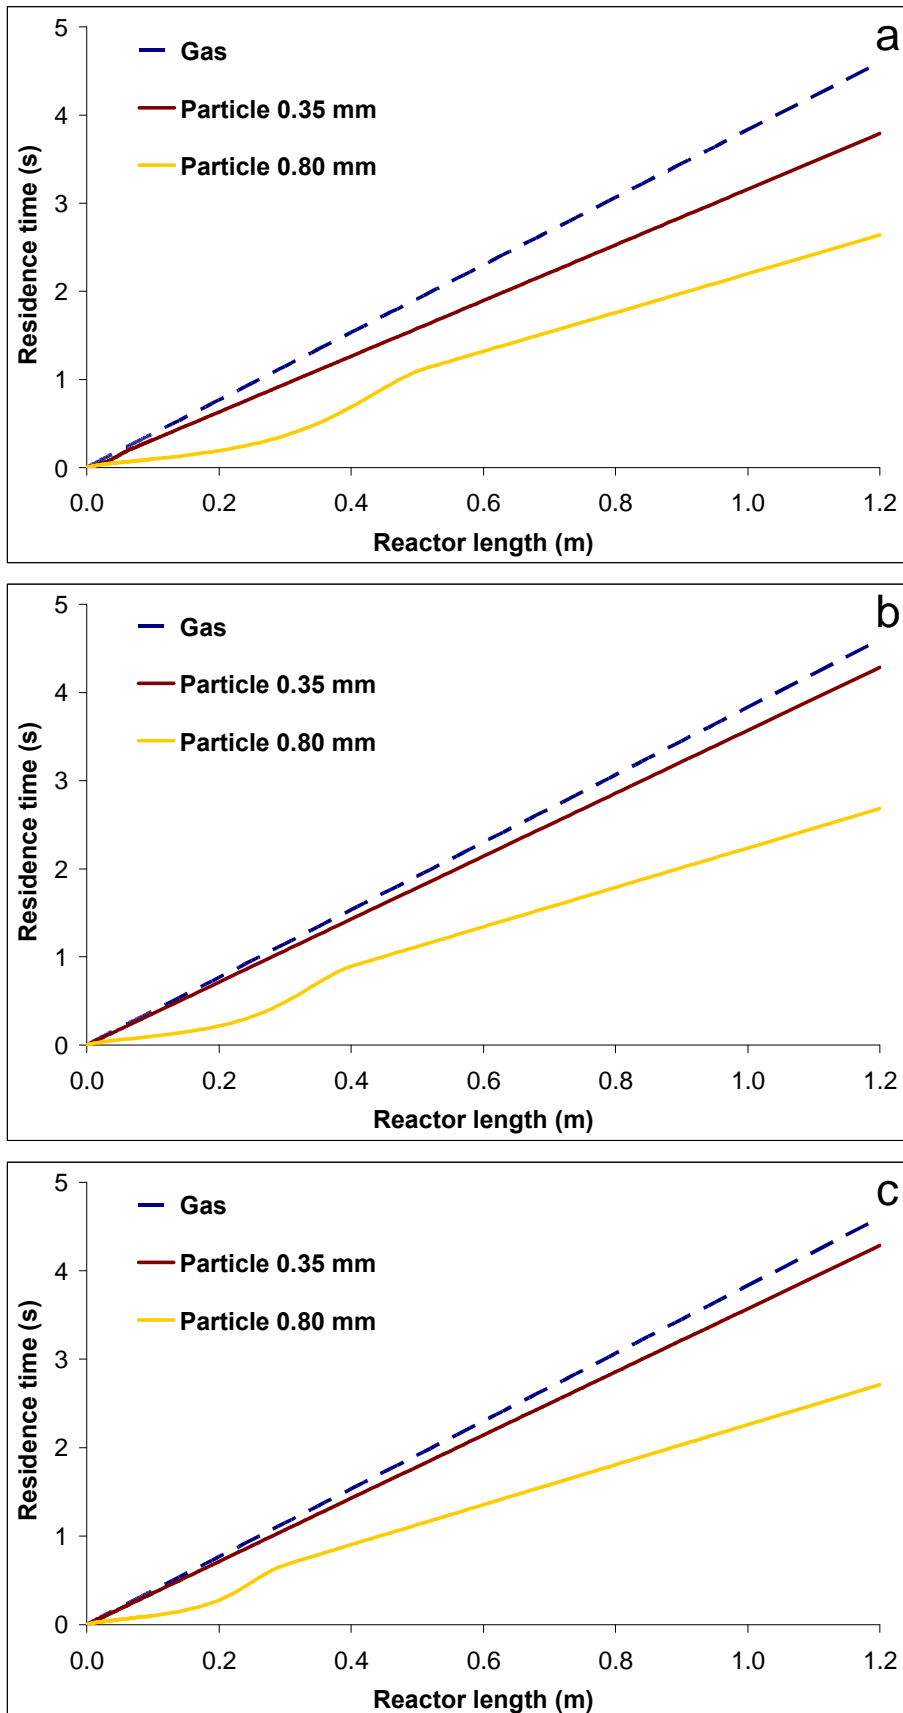 a
5
4
3
2
1
0
Residence time (s)
Gas
Particle 0.35 mm
Particle 0.80 mm
0.0 0.2 0.4 0.6 0.8 1.0 1.2
Reactor length (m)
b
5
4
3
2
1
0
Residence time (s)
Gas
Particle 0.35 mm
Particle 0.80 mm
0.0 0.2 0.4 0.6 0.8 1.0 1.2
Reactor length (m)
c
5
4
3
2
1
0
Residence time (s)
Gas
Particle 0.35 mm
Particle 0.80 mm
0.0 0.2 0.4 0.6 0.8 1.0 1.2
Reactor length (m)